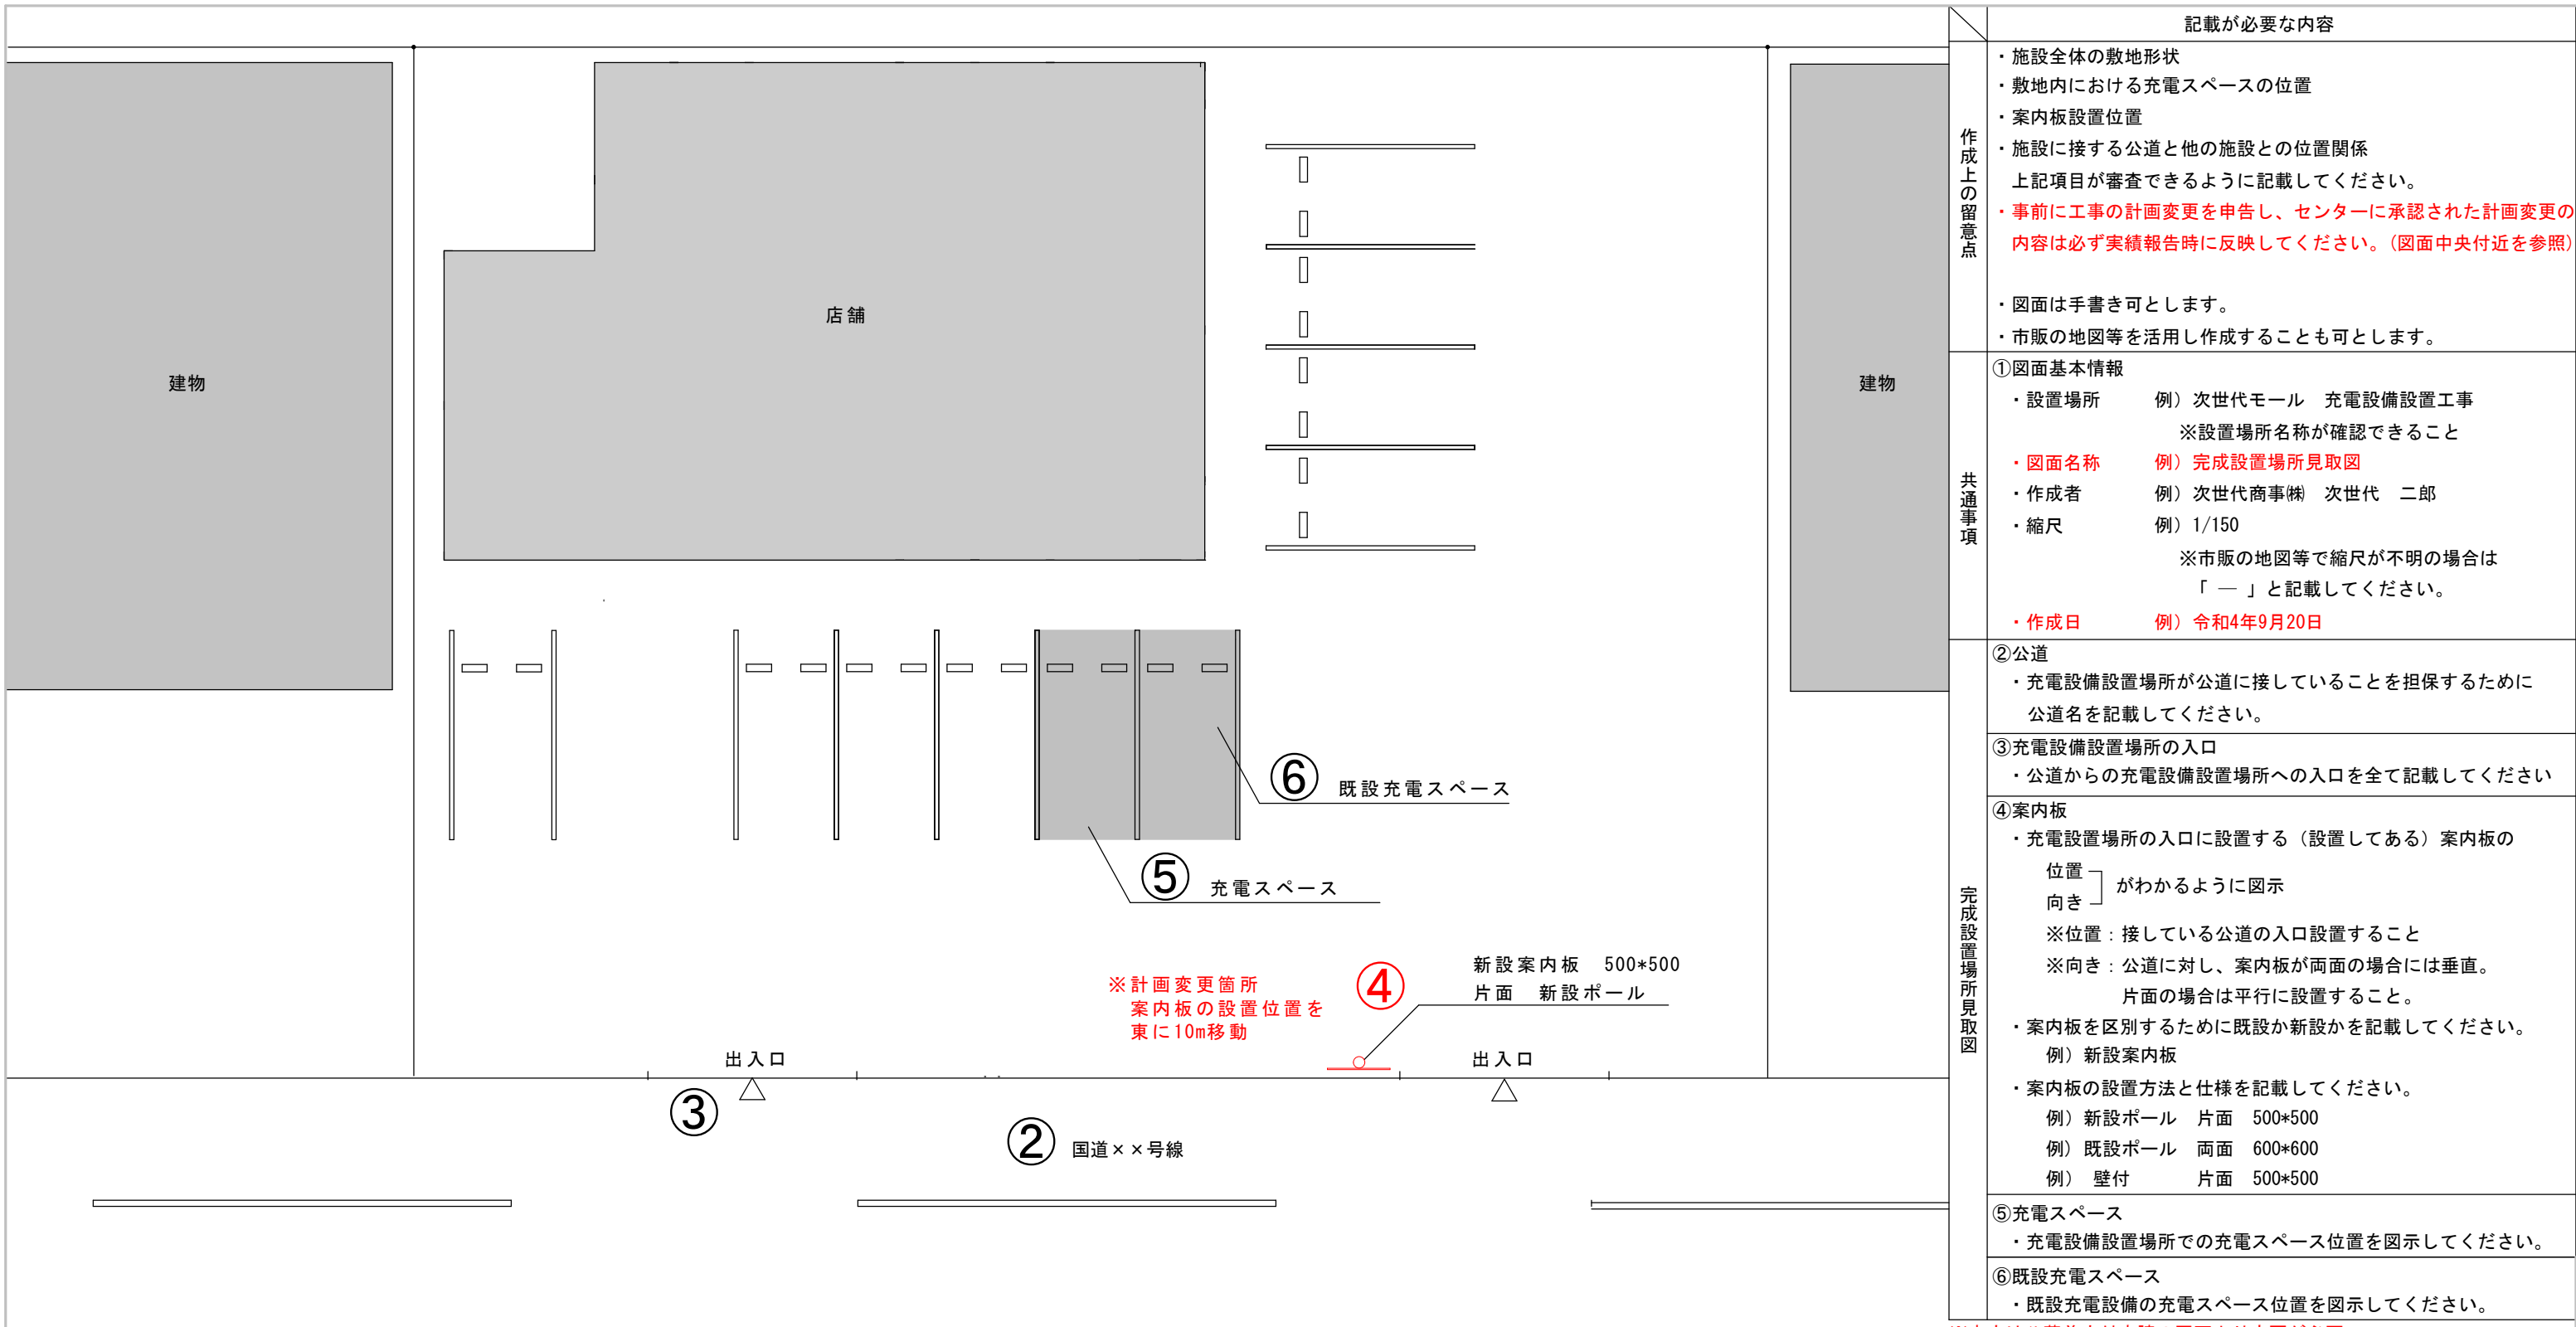 建物
店舗
建物
⑥ 既設充電スペース
⑤ 充電スペース
※計画変更箇所
案内板の設置位置を
東に10m移動
④
新設案内板　500*500
片面　新設ポール
出入口
出入口
③
② 国道××号線
記載が必要な内容
作成上の留意点
・施設全体の敷地形状
・敷地内における充電スペースの位置
・案内板設置位置
・施設に接する公道と他の施設との位置関係
上記項目が審査できるように記載してください。
・事前に工事の計画変更を申告し、センターに承認された計画変更の
内容は必ず実績報告時に反映してください。（図面中央付近を参照）
・図面は手書き可とします。
・市販の地図等を活用し作成することも可とします。
共通事項
①図面基本情報
・設置場所　例）次世代モール　充電設備設置工事
※設置場所名称が確認できること
・図面名称　例）完成設置場所見取図
・作成者　例）次世代商事㈱　次世代　二郎
・縮尺　例）1/150
※市販の地図等で縮尺が不明の場合は
「 ― 」と記載してください。
・作成日　例）令和4年9月20日
完成設置場所見取図
②公道
・充電設備設置場所が公道に接していることを担保するために
公道名を記載してください。
③充電設備設置場所の入口
・公道からの充電設備設置場所への入口を全て記載してください
④案内板
・充電設置場所の入口に設置する（設置してある）案内板の
位置
向き
がわかるように図示
※位置：接している公道の入口設置すること
※向き：公道に対し、案内板が両面の場合には垂直。
片面の場合は平行に設置すること。
・案内板を区別するために既設か新設かを記載してください。
例）新設案内板
・案内板の設置方法と仕様を記載してください。
例）新設ポール　片面　500*500
例）既設ポール　両面　600*600
例）　壁付　片面　500*500
⑤充電スペース
・充電設備設置場所での充電スペース位置を図示してください。
⑥既設充電スペース
・既設充電設備の充電スペース位置を図示してください。